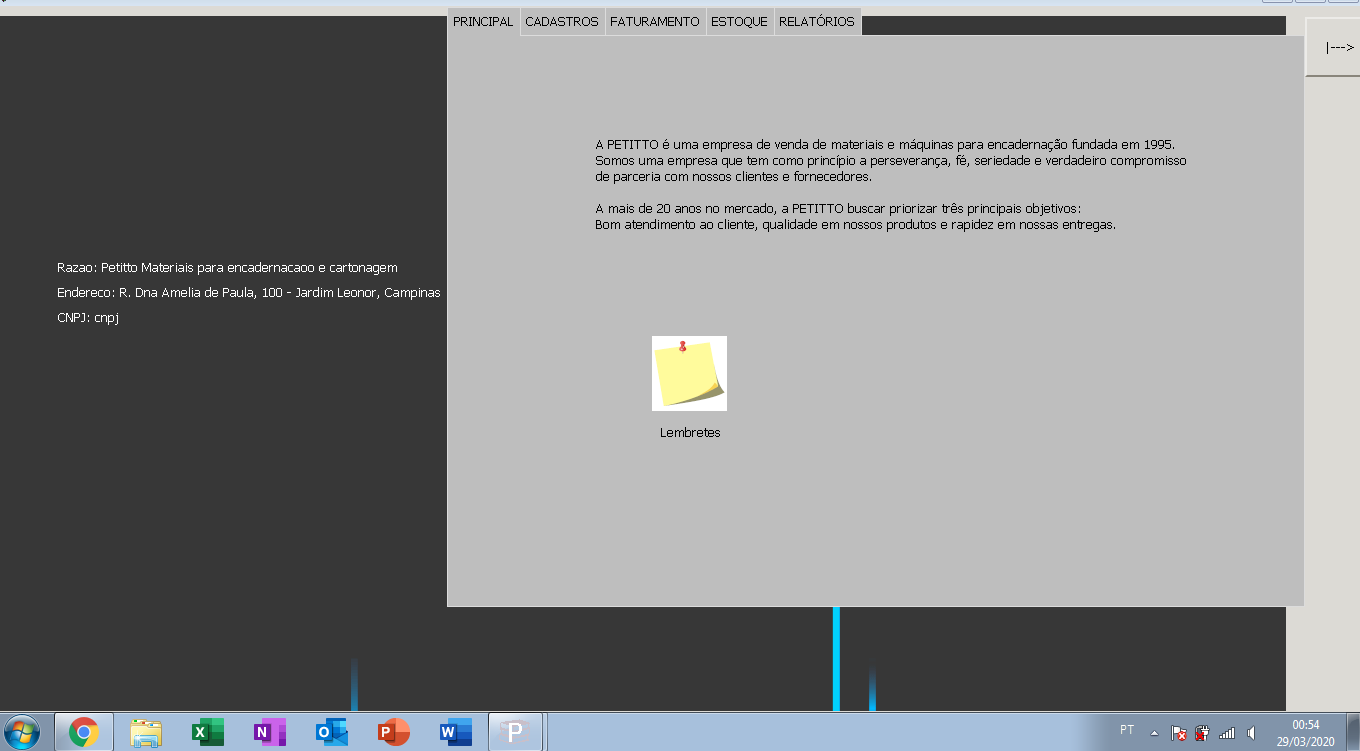 PRINCIPAL CADASTROS FATURAMENTO ESTOQUE RELATÓRIOS
|--->
A PETITTO é uma empresa de venda de materiais e máquinas para encadernação fundada em 1995.
Somos uma empresa que tem como princípio a perseverança, fé, seriedade e verdadeiro compromisso
de parceria com nossos clientes e fornecedores.
A mais de 20 anos no mercado, a PETITTO buscar priorizar três principais objetivos:
Bom atendimento ao cliente, qualidade em nossos produtos e rapidez em nossas entregas.
Razao: Petitto Materiais para encadernacaoo e cartonagem
Endereco: R. Dna Amelia de Paula, 100 - Jardim Leonor, Campinas
CNPJ: cnpj
Lembretes
X N O P W P
PT
00:54
29/03/2020